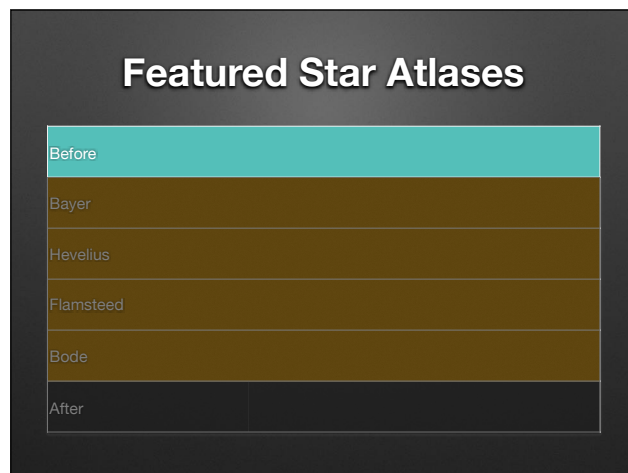 Featured Star Atlases
Before
Bayer
Hevelius
Flamsteed
Bode
After